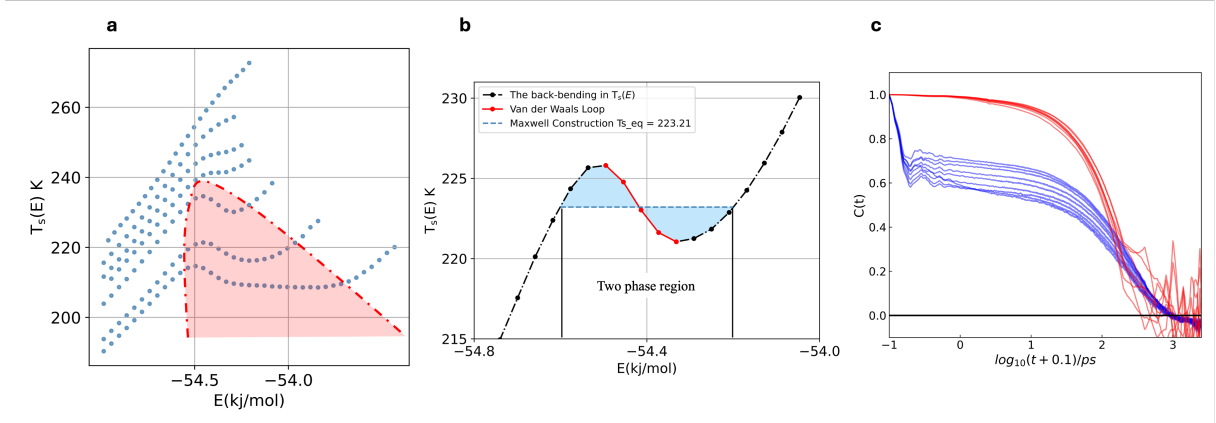 a
260
240
220
200
T_s(E) K
−54.5
−54.0
E(kj/mol)
b
230
225
220
215
T_s(E) K
The back-bending in T_s(E)
Van der Waals Loop
Maxwell Construction Ts_eq = 223.21
Two phase region
−54.8
−54.4
−54.0
E(kj/mol)
c
1.0
0.8
0.6
0.4
0.2
0.0
C(t)
−1
0
1
2
3
log_10(t + 0.1)/ps